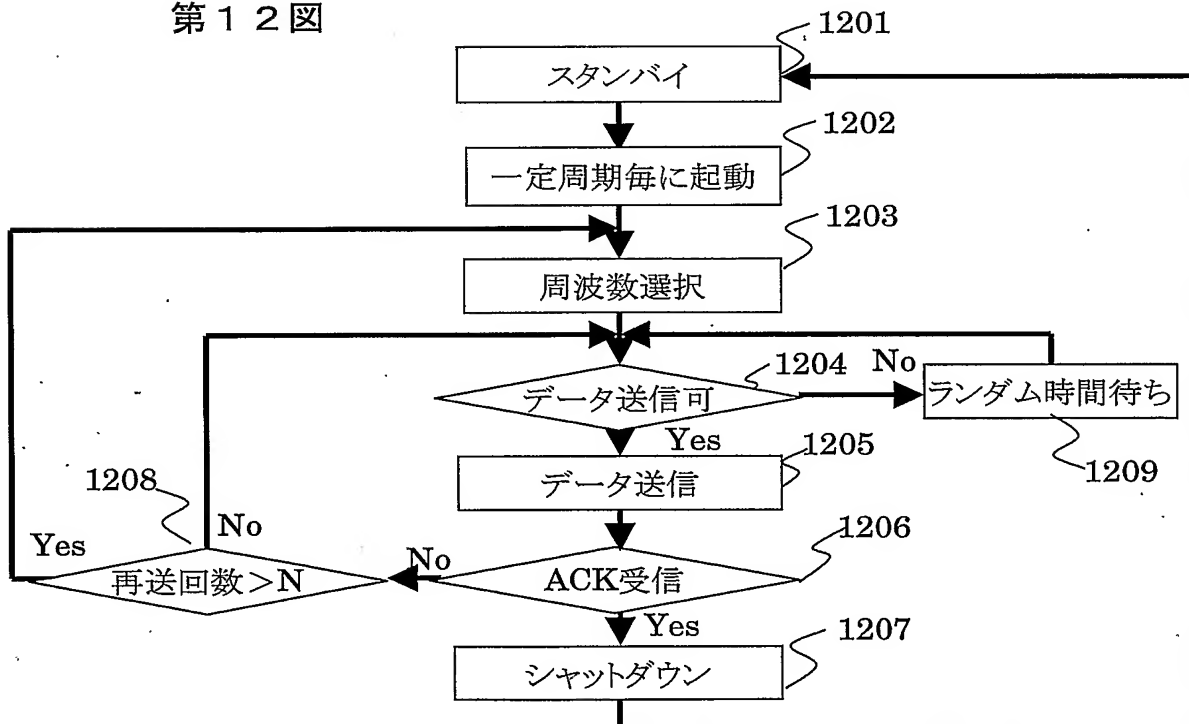 第12図
1201
スタンバイ
1202
一定周期毎に起動
1203
周波数選択
1204
No
データ送信可
ランダム時間待ち
Yes
1205
1209
データ送信
1208
1206
No
Yes
No
再送回数>N
ACK受信
Yes
1207
シャットダウン